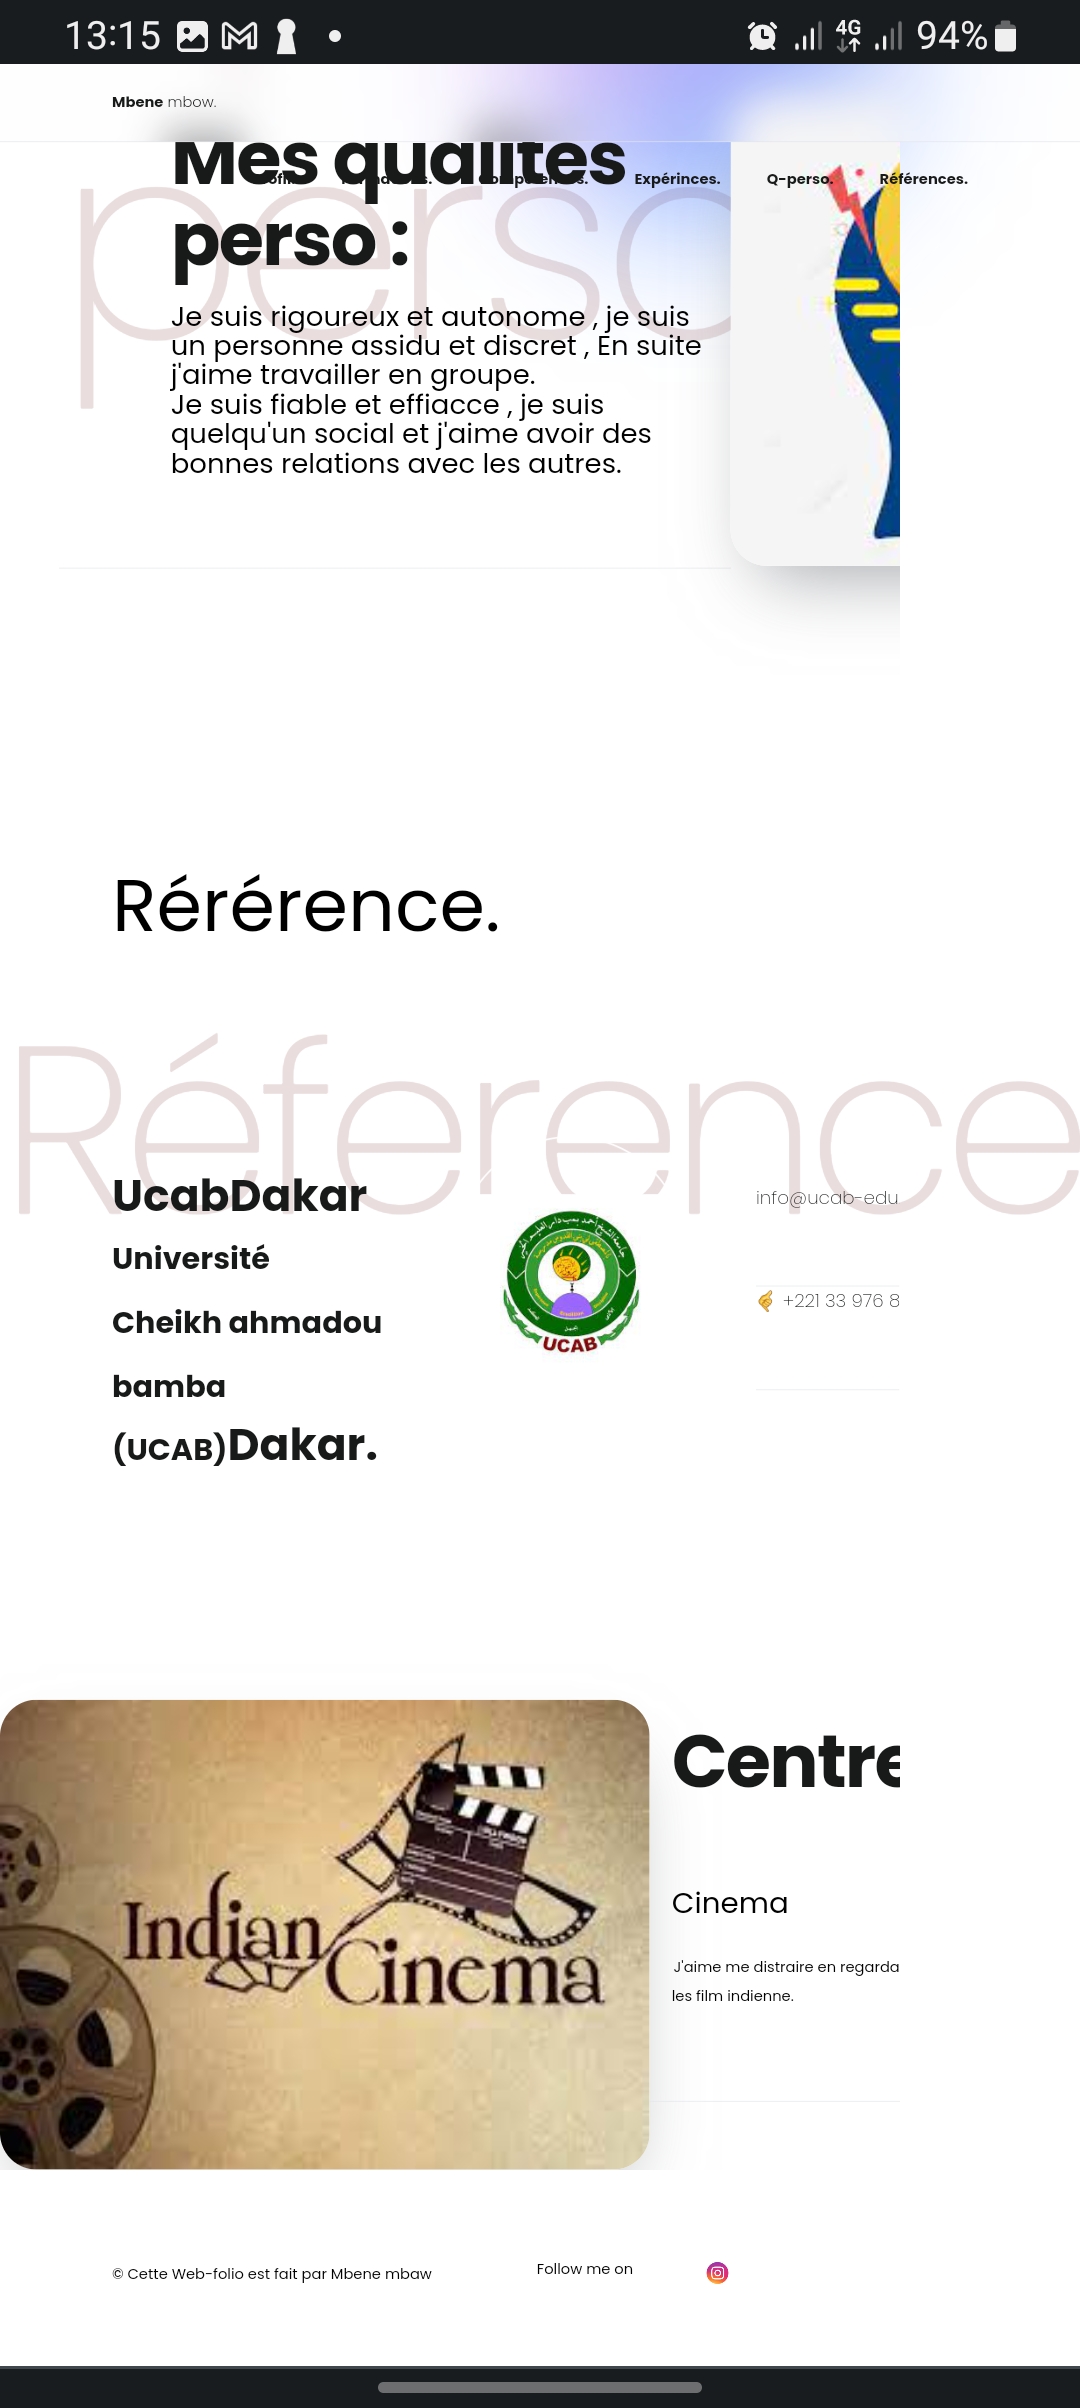 13:15
4G
94%
Mbene mbow.
Mes qualites
perso :
Expérinces.
Q-perso.
Références.
perso
Je suis rigoureux et autonome , je suis
un personne assidu et discret , En suite
j'aime travailler en groupe.
Je suis fiable et effiacce , je suis
quelqu'un social et j'aime avoir des
bonnes relations avec les autres.
Rérérence.
Réference
UcabDakar
Université
Cheikh ahmadou
bamba
(UCAB)Dakar.
UCAB
info@ucab-edu
+221 33 976 8
Indian
Cinema
Centre
Cinema
J'aime me distraire en regarda
les film indienne.
© Cette Web-folio est fait par Mbene mbaw
Follow me on